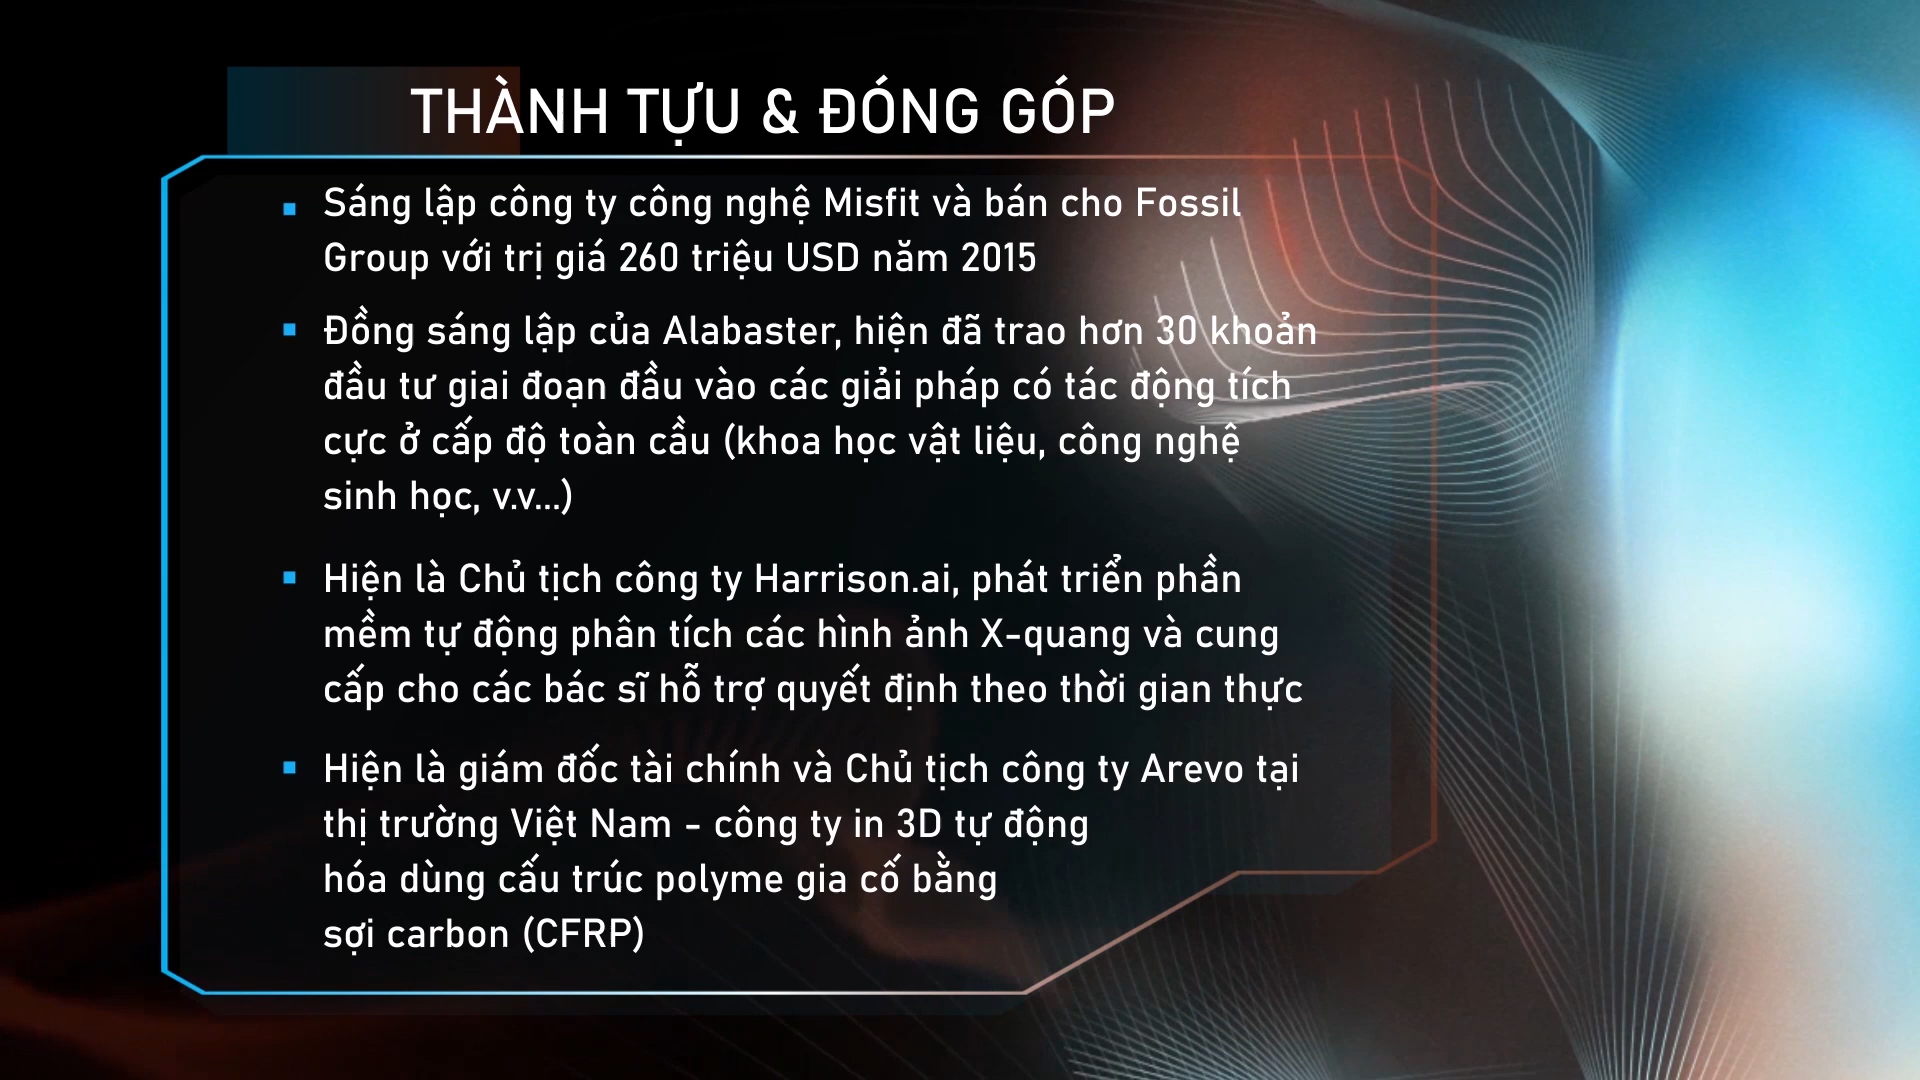 THÀNH TỰU & ĐÓNG GÓP
Sáng lập công ty công nghệ Misfit và bán cho Fossil
Group với trị giá 260 triệu USD năm 2015
Đồng sáng lập của Alabaster, hiện đã trao hơn 30 khoản
đầu tư giai đoạn đầu vào các giải pháp có tác động tích
cực ở cấp độ toàn cầu (khoa học vật liệu, công nghệ
sinh học, v.v...)
Hiện là Chủ tịch công ty Harrison.ai, phát triển phần
mềm tự động phân tích các hình ảnh X-quang và cung
cấp cho các bác sĩ hỗ trợ quyết định theo thời gian thực
Hiện là giám đốc tài chính và Chủ tịch công ty Arevo tại
thị trường Việt Nam - công ty in 3D tự động
hóa dùng cấu trúc polyme gia cố bằng
sợi carbon (CFRP)